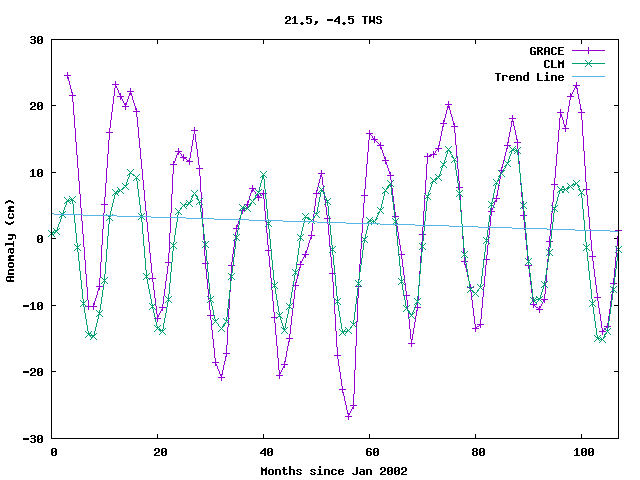 21.5, -4.5 TWS
GRACE
CLM
Trend Line
30
20
10
0
-10
-20
-30
Anomaly (cm)
0 20 40 60 80 100
Months since Jan 2002